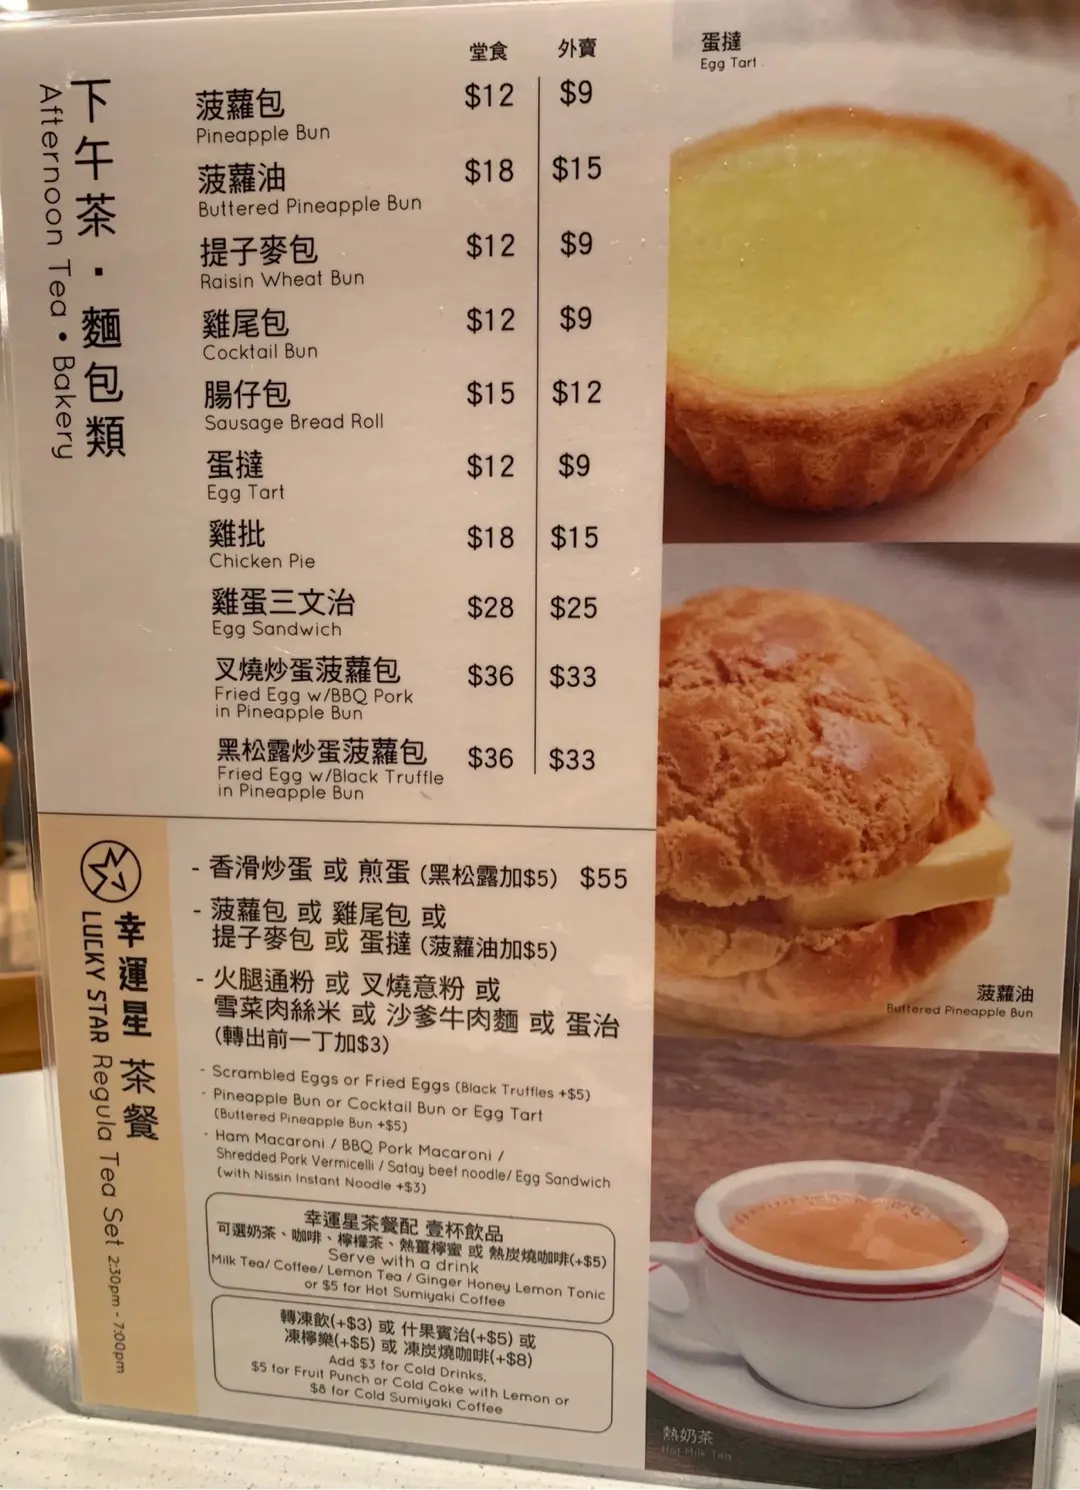 下午茶・麵包類
Afternoon Tea • Bakery
堂食 外賣
菠蘿包 $12 $9
Pineapple Bun
菠蘿油 $18 $15
Buttered Pineapple Bun
提子麥包 $12 $9
Raisin Wheat Bun
雞尾包 $12 $9
Cocktail Bun
腸仔包 $15 $12
Sausage Bread Roll
蛋撻 $12 $9
Egg Tart
雞批 $18 $15
Chicken Pie
雞蛋三文治 $28 $25
Egg Sandwich
叉燒炒蛋菠蘿包 $36 $33
Fried Egg w/BBQ Pork
in Pineapple Bun
黑松露炒蛋菠蘿包 $36 $33
Fried Egg w/Black Truffle
in Pineapple Bun
蛋撻
Egg Tart
菠蘿油
Buttered Pineapple Bun
熱奶茶
Hot Milk Tea
幸運星 茶餐
LUCKY STAR Regula Tea Set 2:30pm - 7:00pm
- 香滑炒蛋 或 煎蛋 (黑松露加$5) $55
- 菠蘿包 或 雞尾包 或
提子麥包 或 蛋撻 (菠蘿油加$5)
- 火腿通粉 或 叉燒意粉 或
雪菜肉絲米 或 沙爹牛肉麵 或 蛋治
(轉出前一丁加$3)
- Scrambled Eggs or Fried Eggs (Black Truffles +$5)
- Pineapple Bun or Cocktail Bun or Egg Tart
(Buttered Pineapple Bun +$5)
- Ham Macaroni / BBQ Pork Macaroni /
Shredded Pork Vermicelli / Satay beef noodle/ Egg Sandwich
(with Nissin Instant Noodle +$3)
幸運星茶餐配 壹杯飲品
可選奶茶、咖啡、檸檬茶、熱薑檸蜜 或 熱炭燒咖啡(+$5)
Serve with a drink
Milk Tea/ Coffee/ Lemon Tea / Ginger Honey Lemon Tonic
or $5 for Hot Sumiyaki Coffee
轉凍飲(+$3) 或 什果賓治(+$5) 或
凍檸樂(+$5) 或 凍炭燒咖啡(+$8)
Add $3 for Cold Drinks,
$5 for Fruit Punch or Cold Coke with Lemon or
$8 for Cold Sumiyaki Coffee